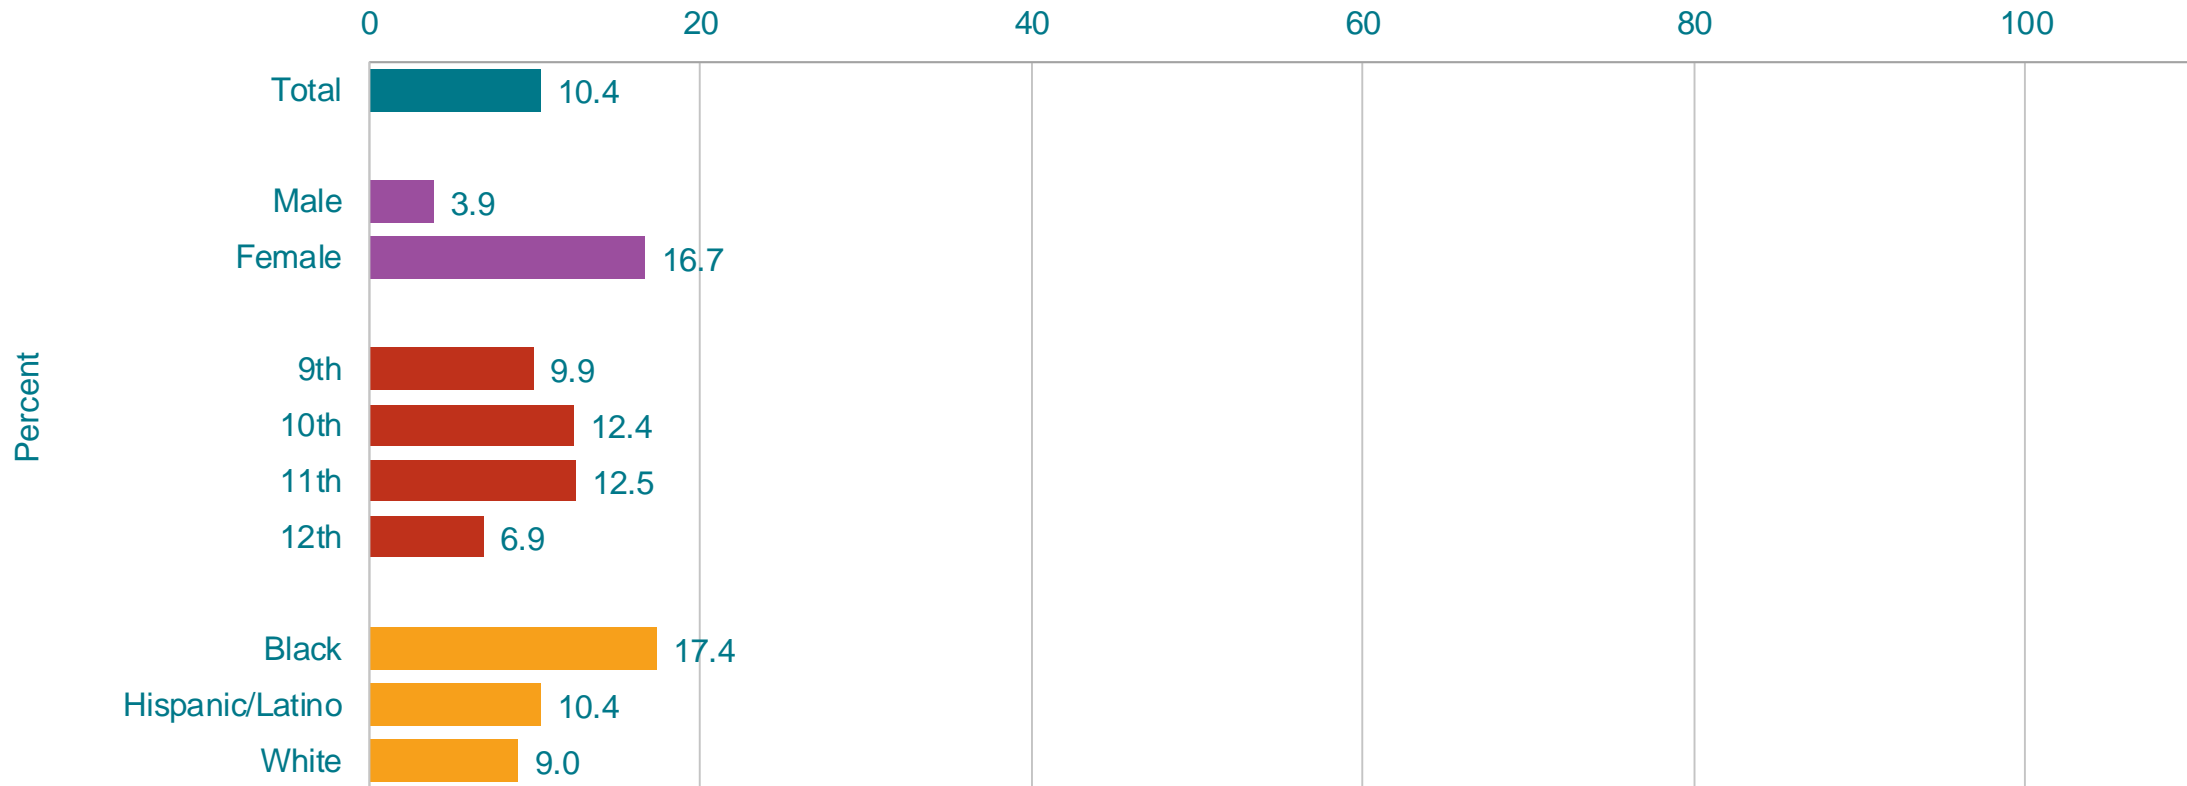 0 20 40 60 80 100
Total 10.4
Male 3.9
Female 16.7
Percent
9th 9.9
10th 12.4
11th 12.5
12th 6.9
Black 17.4
Hispanic/Latino 10.4
White 9.0